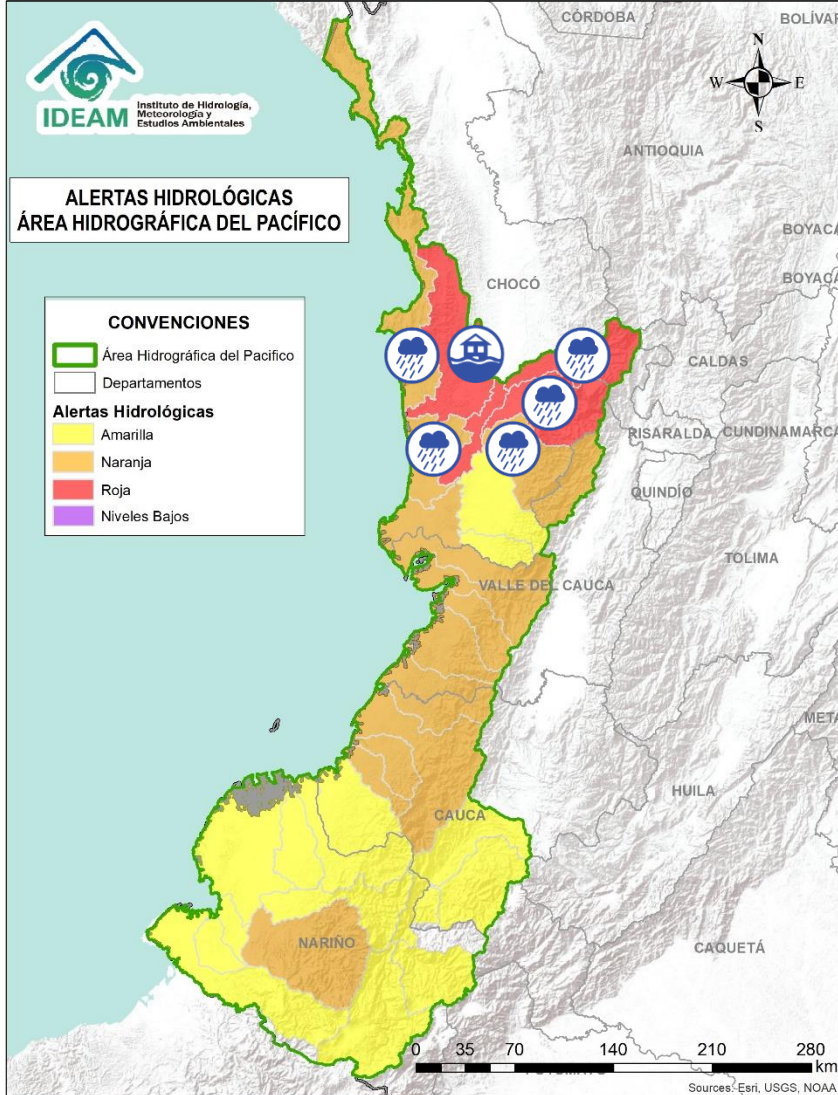 CÓRDOBA
BOLÍVAR
N
W
E
S
IDEAM
Instituto de Hidrología,
Meteorología y
Estudios Ambientales
ANTIOQUIA
ALERTAS HIDROLÓGICAS
ÁREA HIDROGRÁFICA DEL PACÍFICO
BOYACÁ
BOYACÁ
CHOCÓ
CONVENCIONES
Área Hidrográfica del Pacifico
Departamentos
Alertas Hidrológicas
Amarilla
Naranja
Roja
Niveles Bajos
CALDAS
RISARALDA
CUNDINAMARCA
QUINDÍO
TOLIMA
VALLE DEL CAUCA
META
HUILA
CAUCA
NARIÑO
CAQUETÁ
0 35 70 140 210 280
km
Sources: Esri, USGS, NOAA